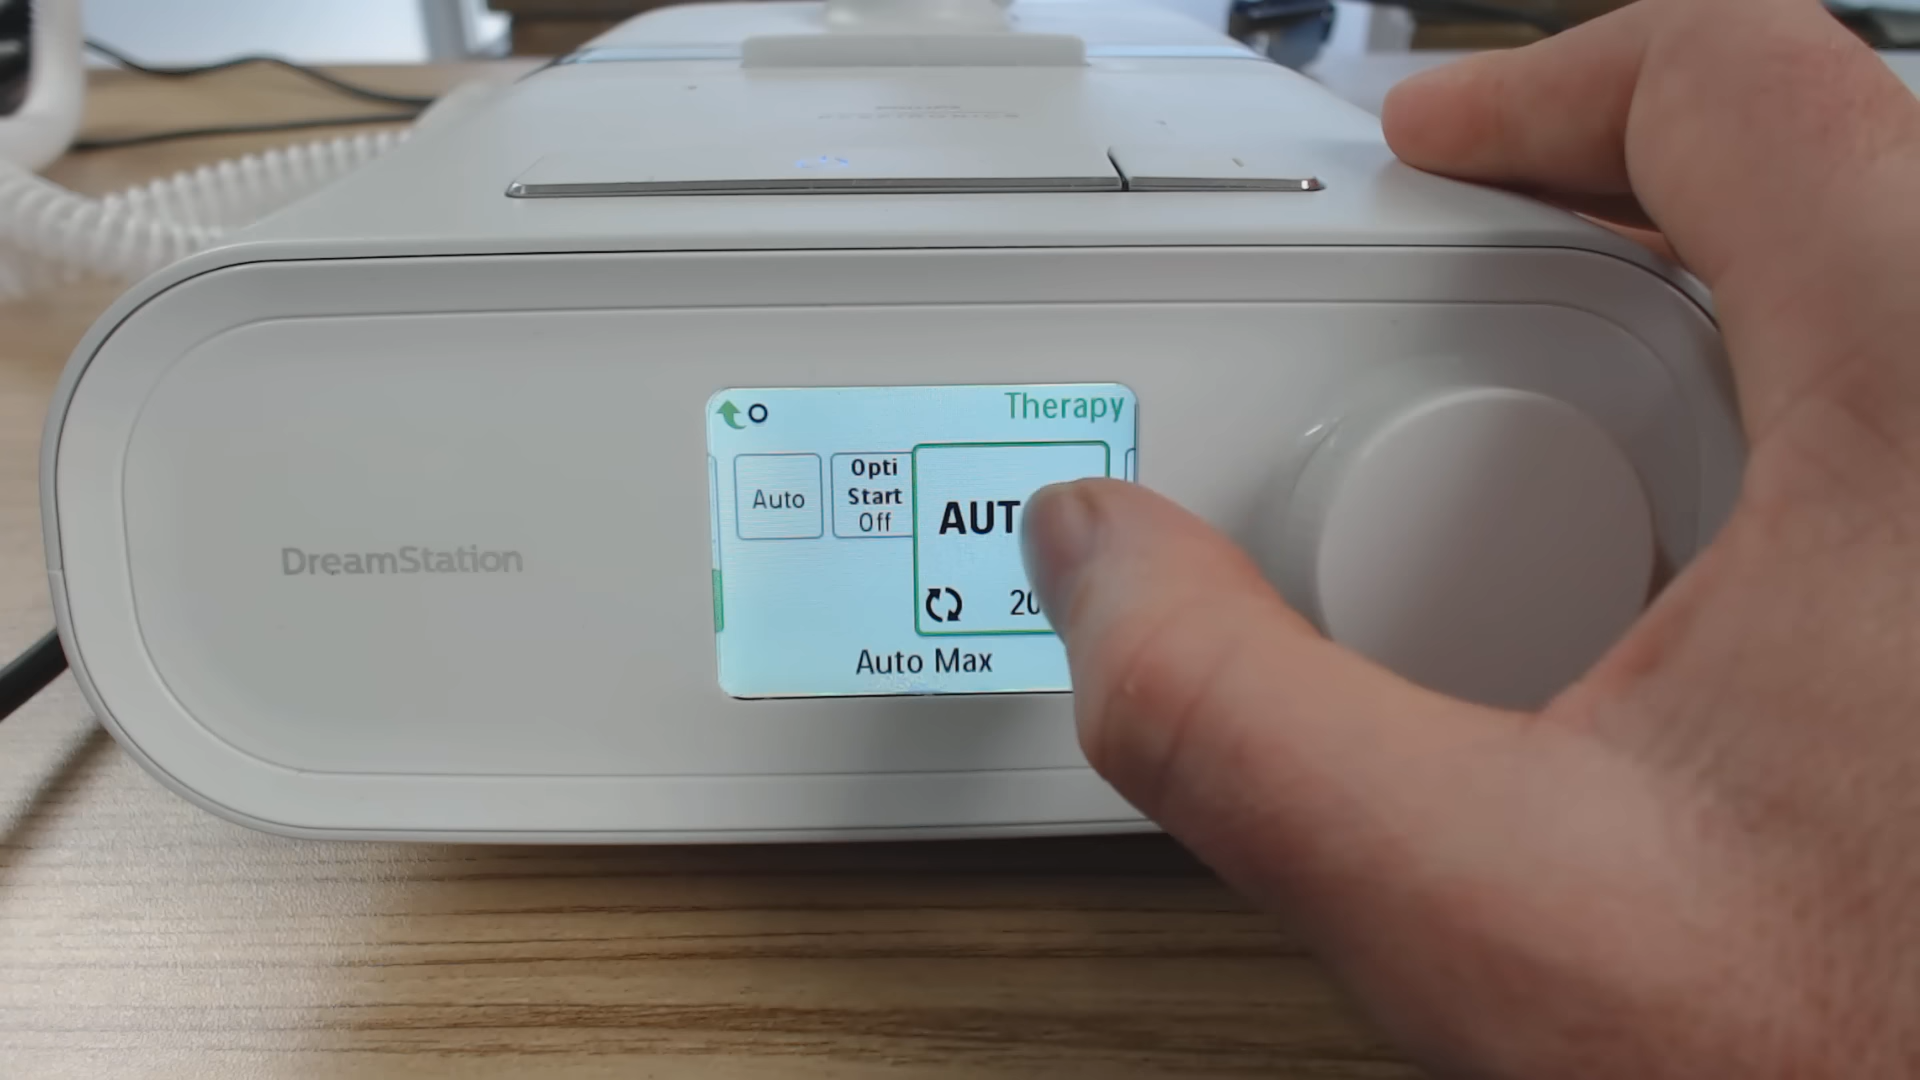 Therapy
Auto
Opti
Start
Off
AUT
20
Auto Max
DreamStation